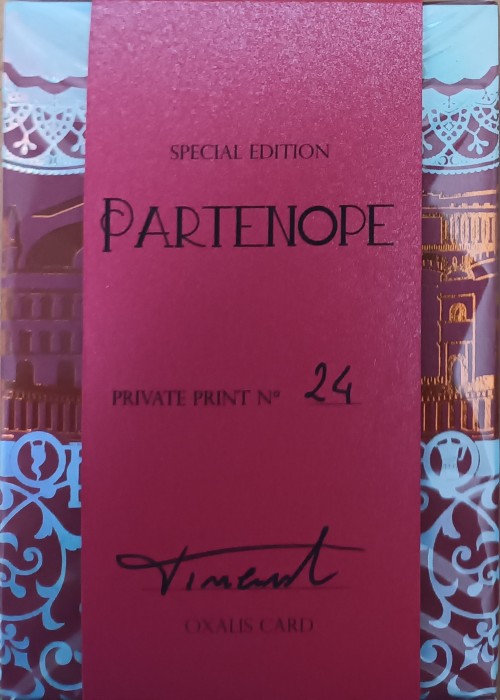 SPECIAL EDITION
PARTENOPE
PRIVATE PRINT Nº 24
Vincent
OXALIS CARD